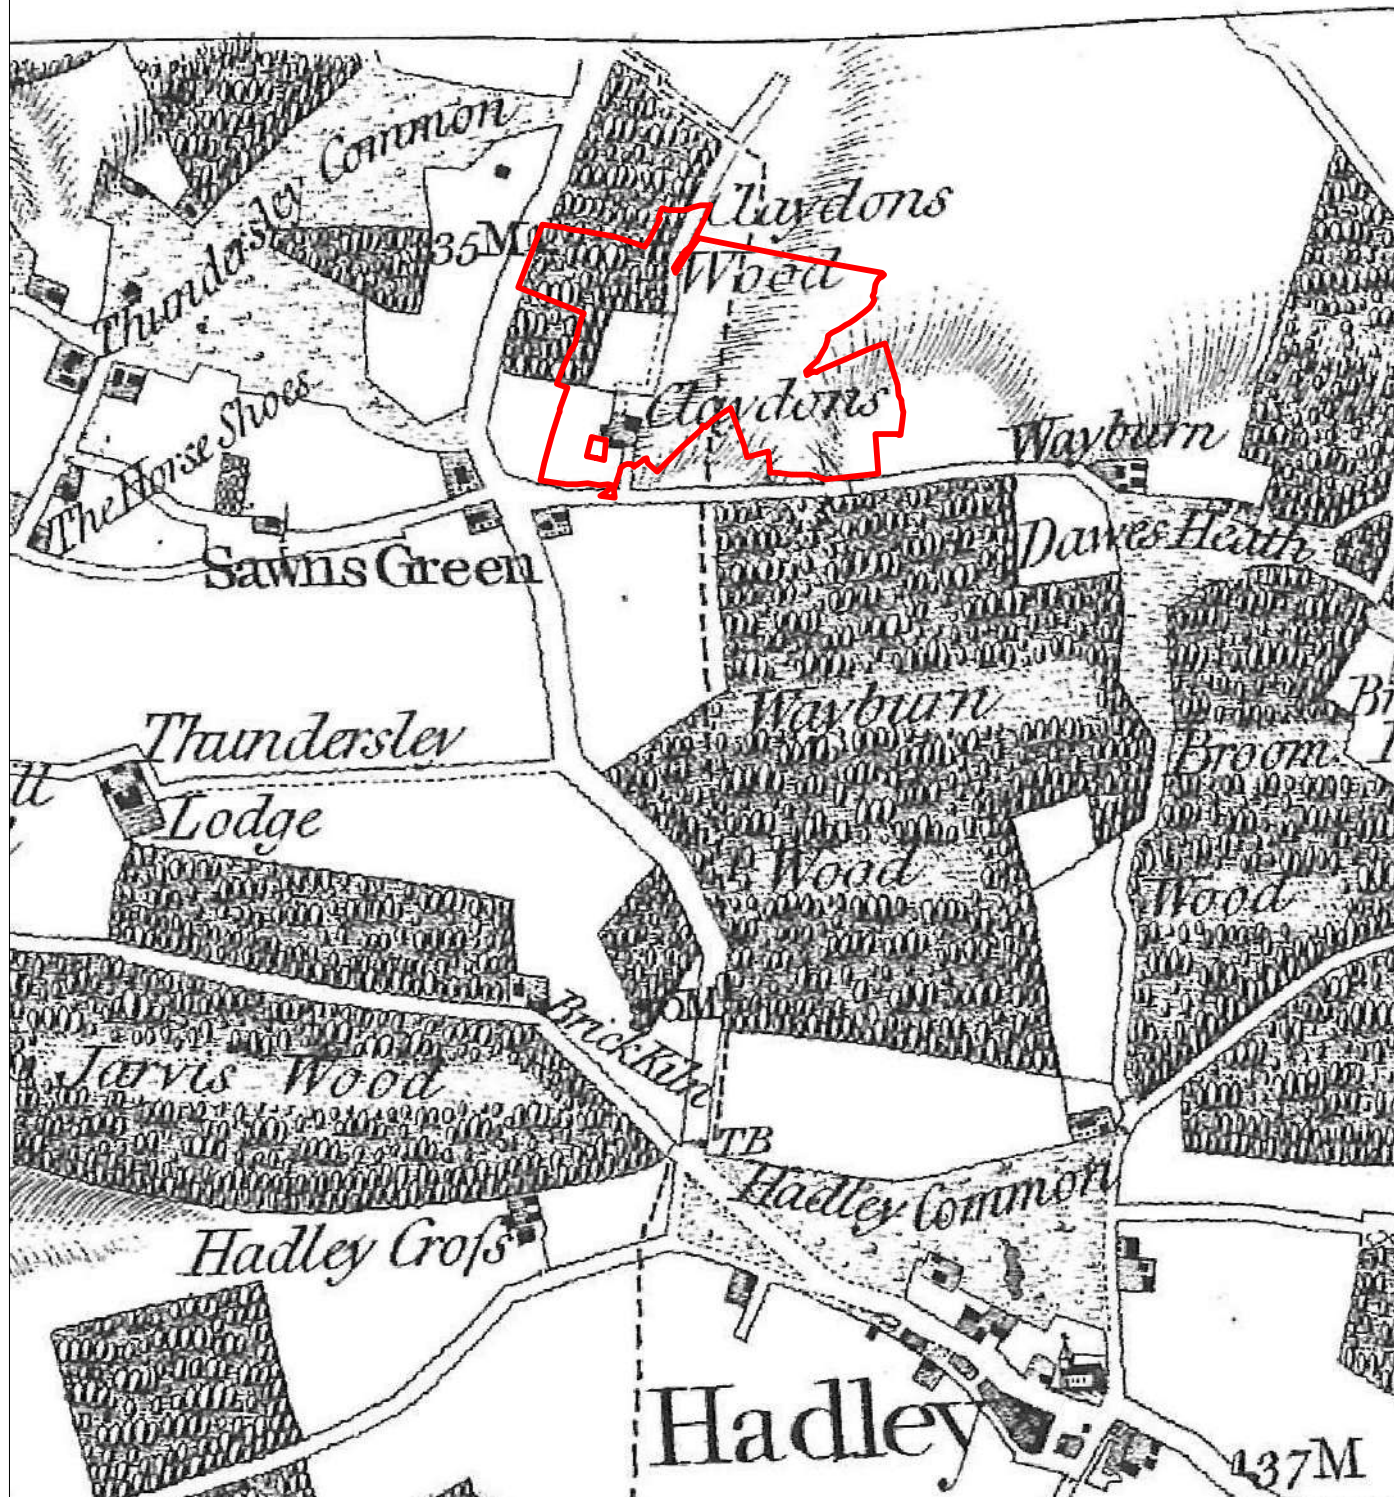 Thundersley Common
35M
Claydons
Wood
Claydons
The Horse Shoes
Wayburn
Dawes Heath
Sawns Green
Thundersley
Lodge
Wayburn
Wood
Broom
Wood
Brick Kiln
Jarvis Wood
TB
Hadley Common
Hadley Croſs
Hadley
37M